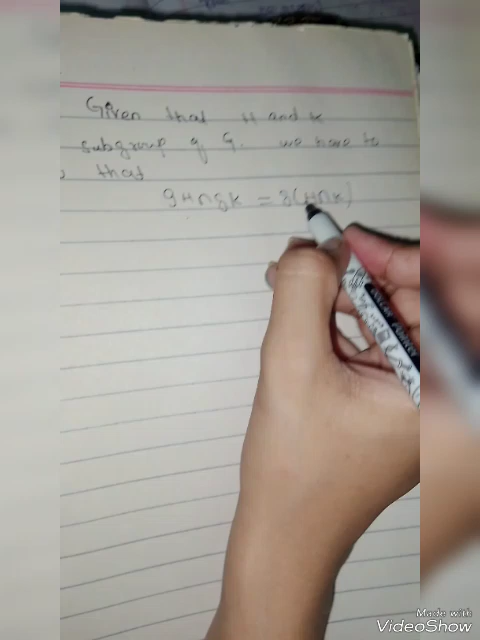 Given that H and K
subgroup of G. we have to
that
gH∩gK = g(H∩K)
Made with
VideoShow